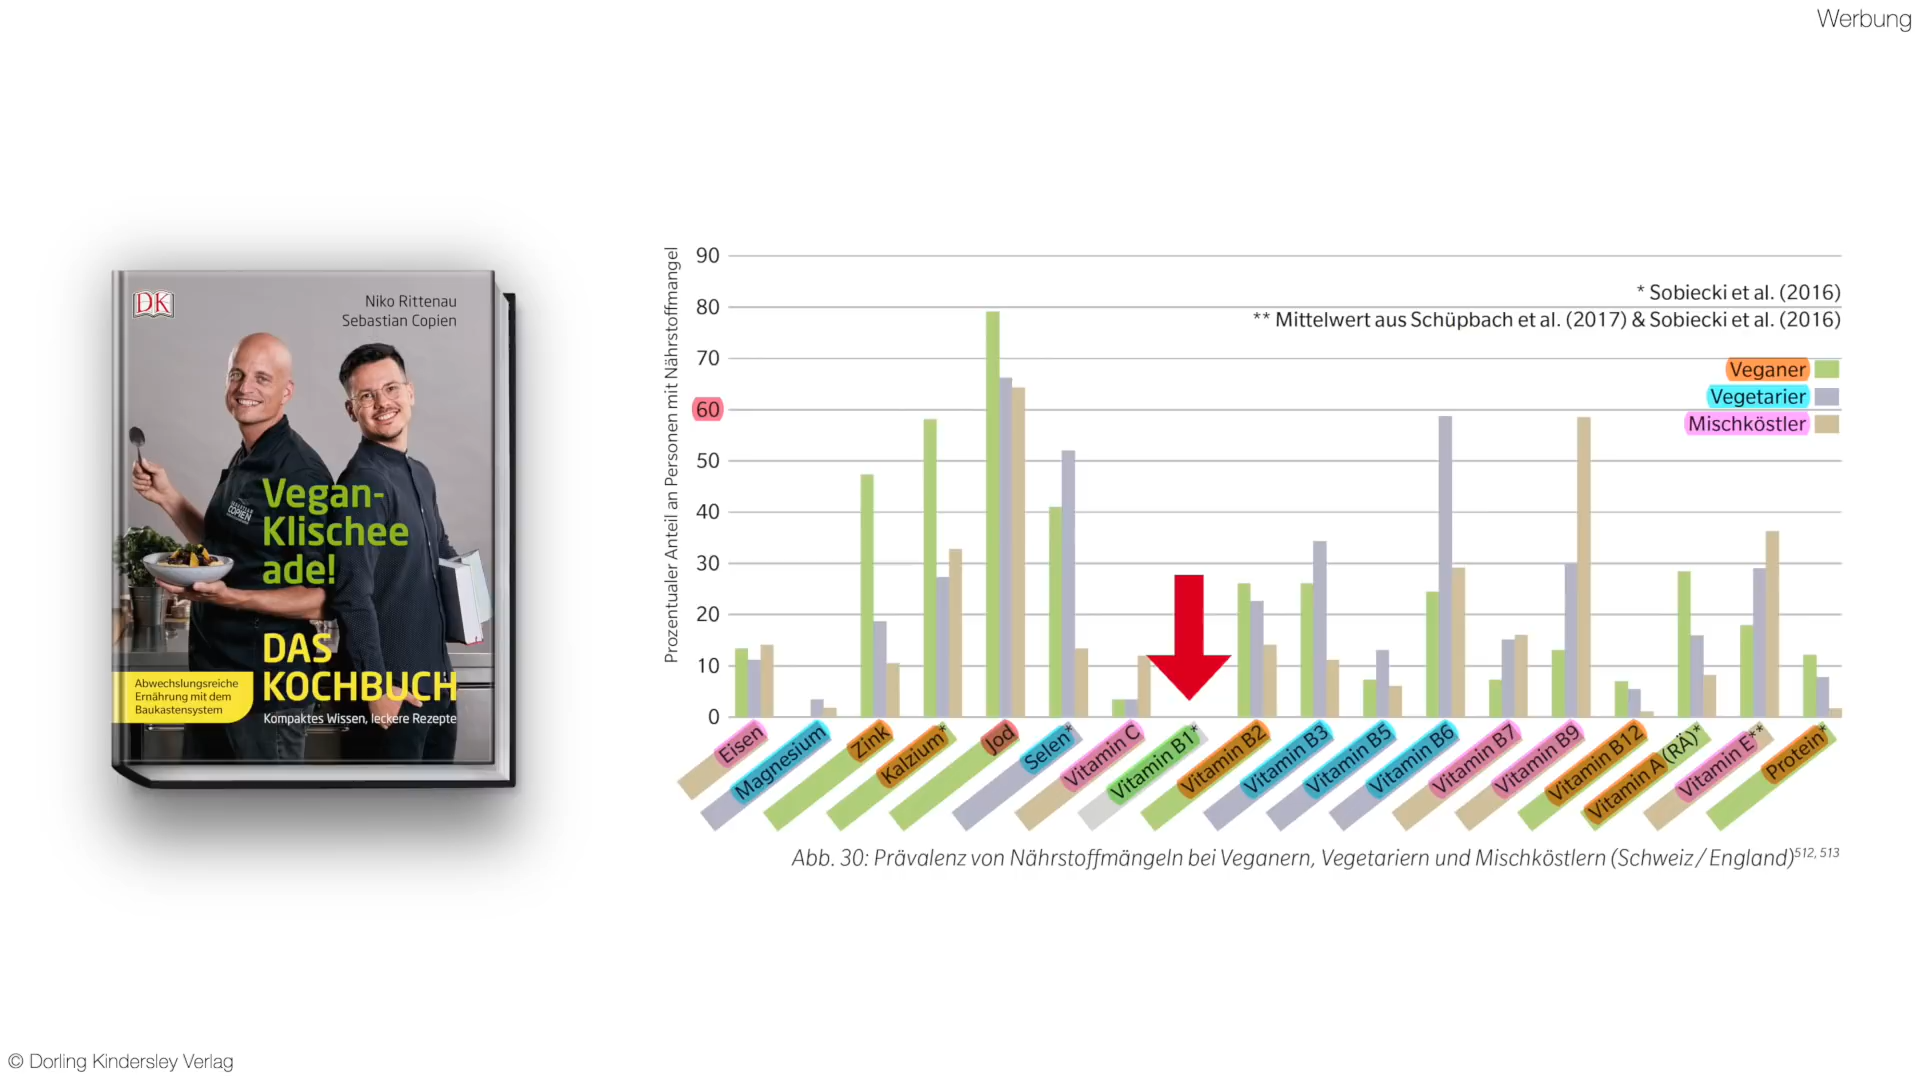 Werbung
DK
Niko Rittenau
Sebastian Copien
Vegan-
Klischee
ade!
DAS
KOCHBUCH
Kompaktes Wissen, leckere Rezepte
Abwechslungsreiche
Ernährung mit dem
Baukastensystem
Prozentualer Anteil an Personen mit Nährstoffmangel
90
80
70
60
50
40
30
20
10
0
* Sobiecki et al. (2016)
** Mittelwert aus Schüpbach et al. (2017) & Sobiecki et al. (2016)
Veganer
Vegetarier
Mischköstler
Eisen
Magnesium
Zink
Kalzium*
Jod
Selen*
Vitamin C
Vitamin B1*
Vitamin B2
Vitamin B3
Vitamin B5
Vitamin B6
Vitamin B7
Vitamin B9
Vitamin B12
Vitamin A (RÄ)*
Vitamin E**
Protein*
Abb. 30: Prävalenz von Nährstoffmängeln bei Veganern, Vegetariern und Mischköstlern (Schweiz / England)512, 513
© Dorling Kindersley Verlag